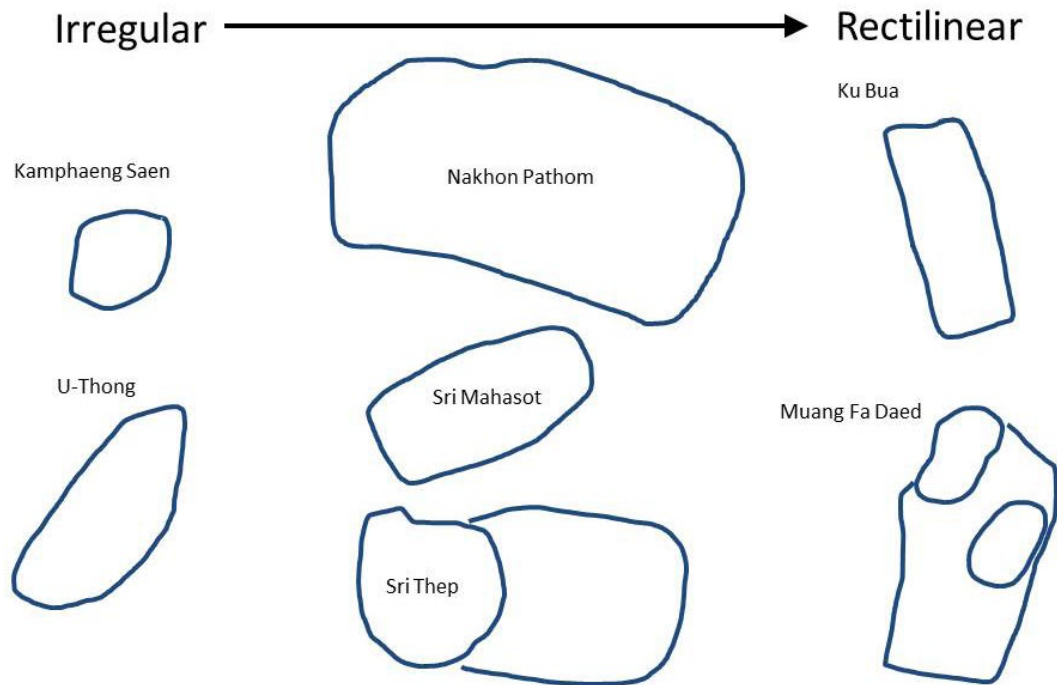 Irregular
Rectilinear
Ku Bua
Kamphaeng Saen
Nakhon Pathom
U-Thong
Sri Mahasot
Muang Fa Daed
Sri Thep